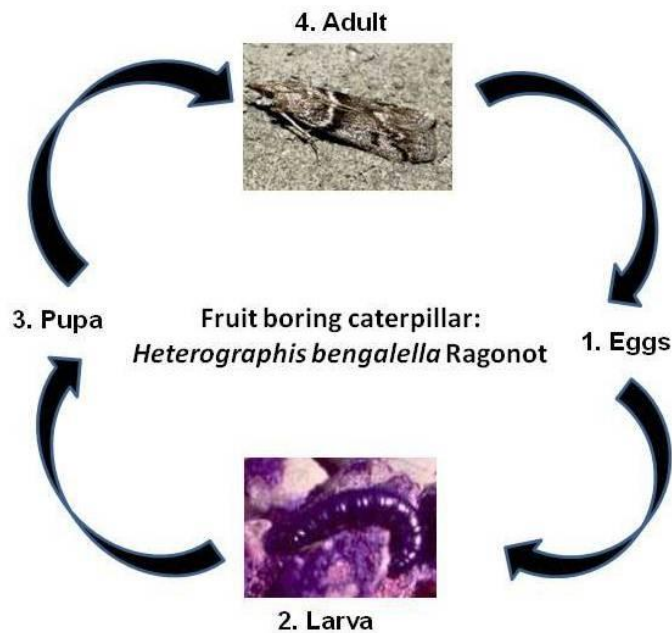 4. Adult
3. Pupa
Fruit boring caterpillar:
Heterographis bengalella Ragonot
1. Eggs
2. Larva